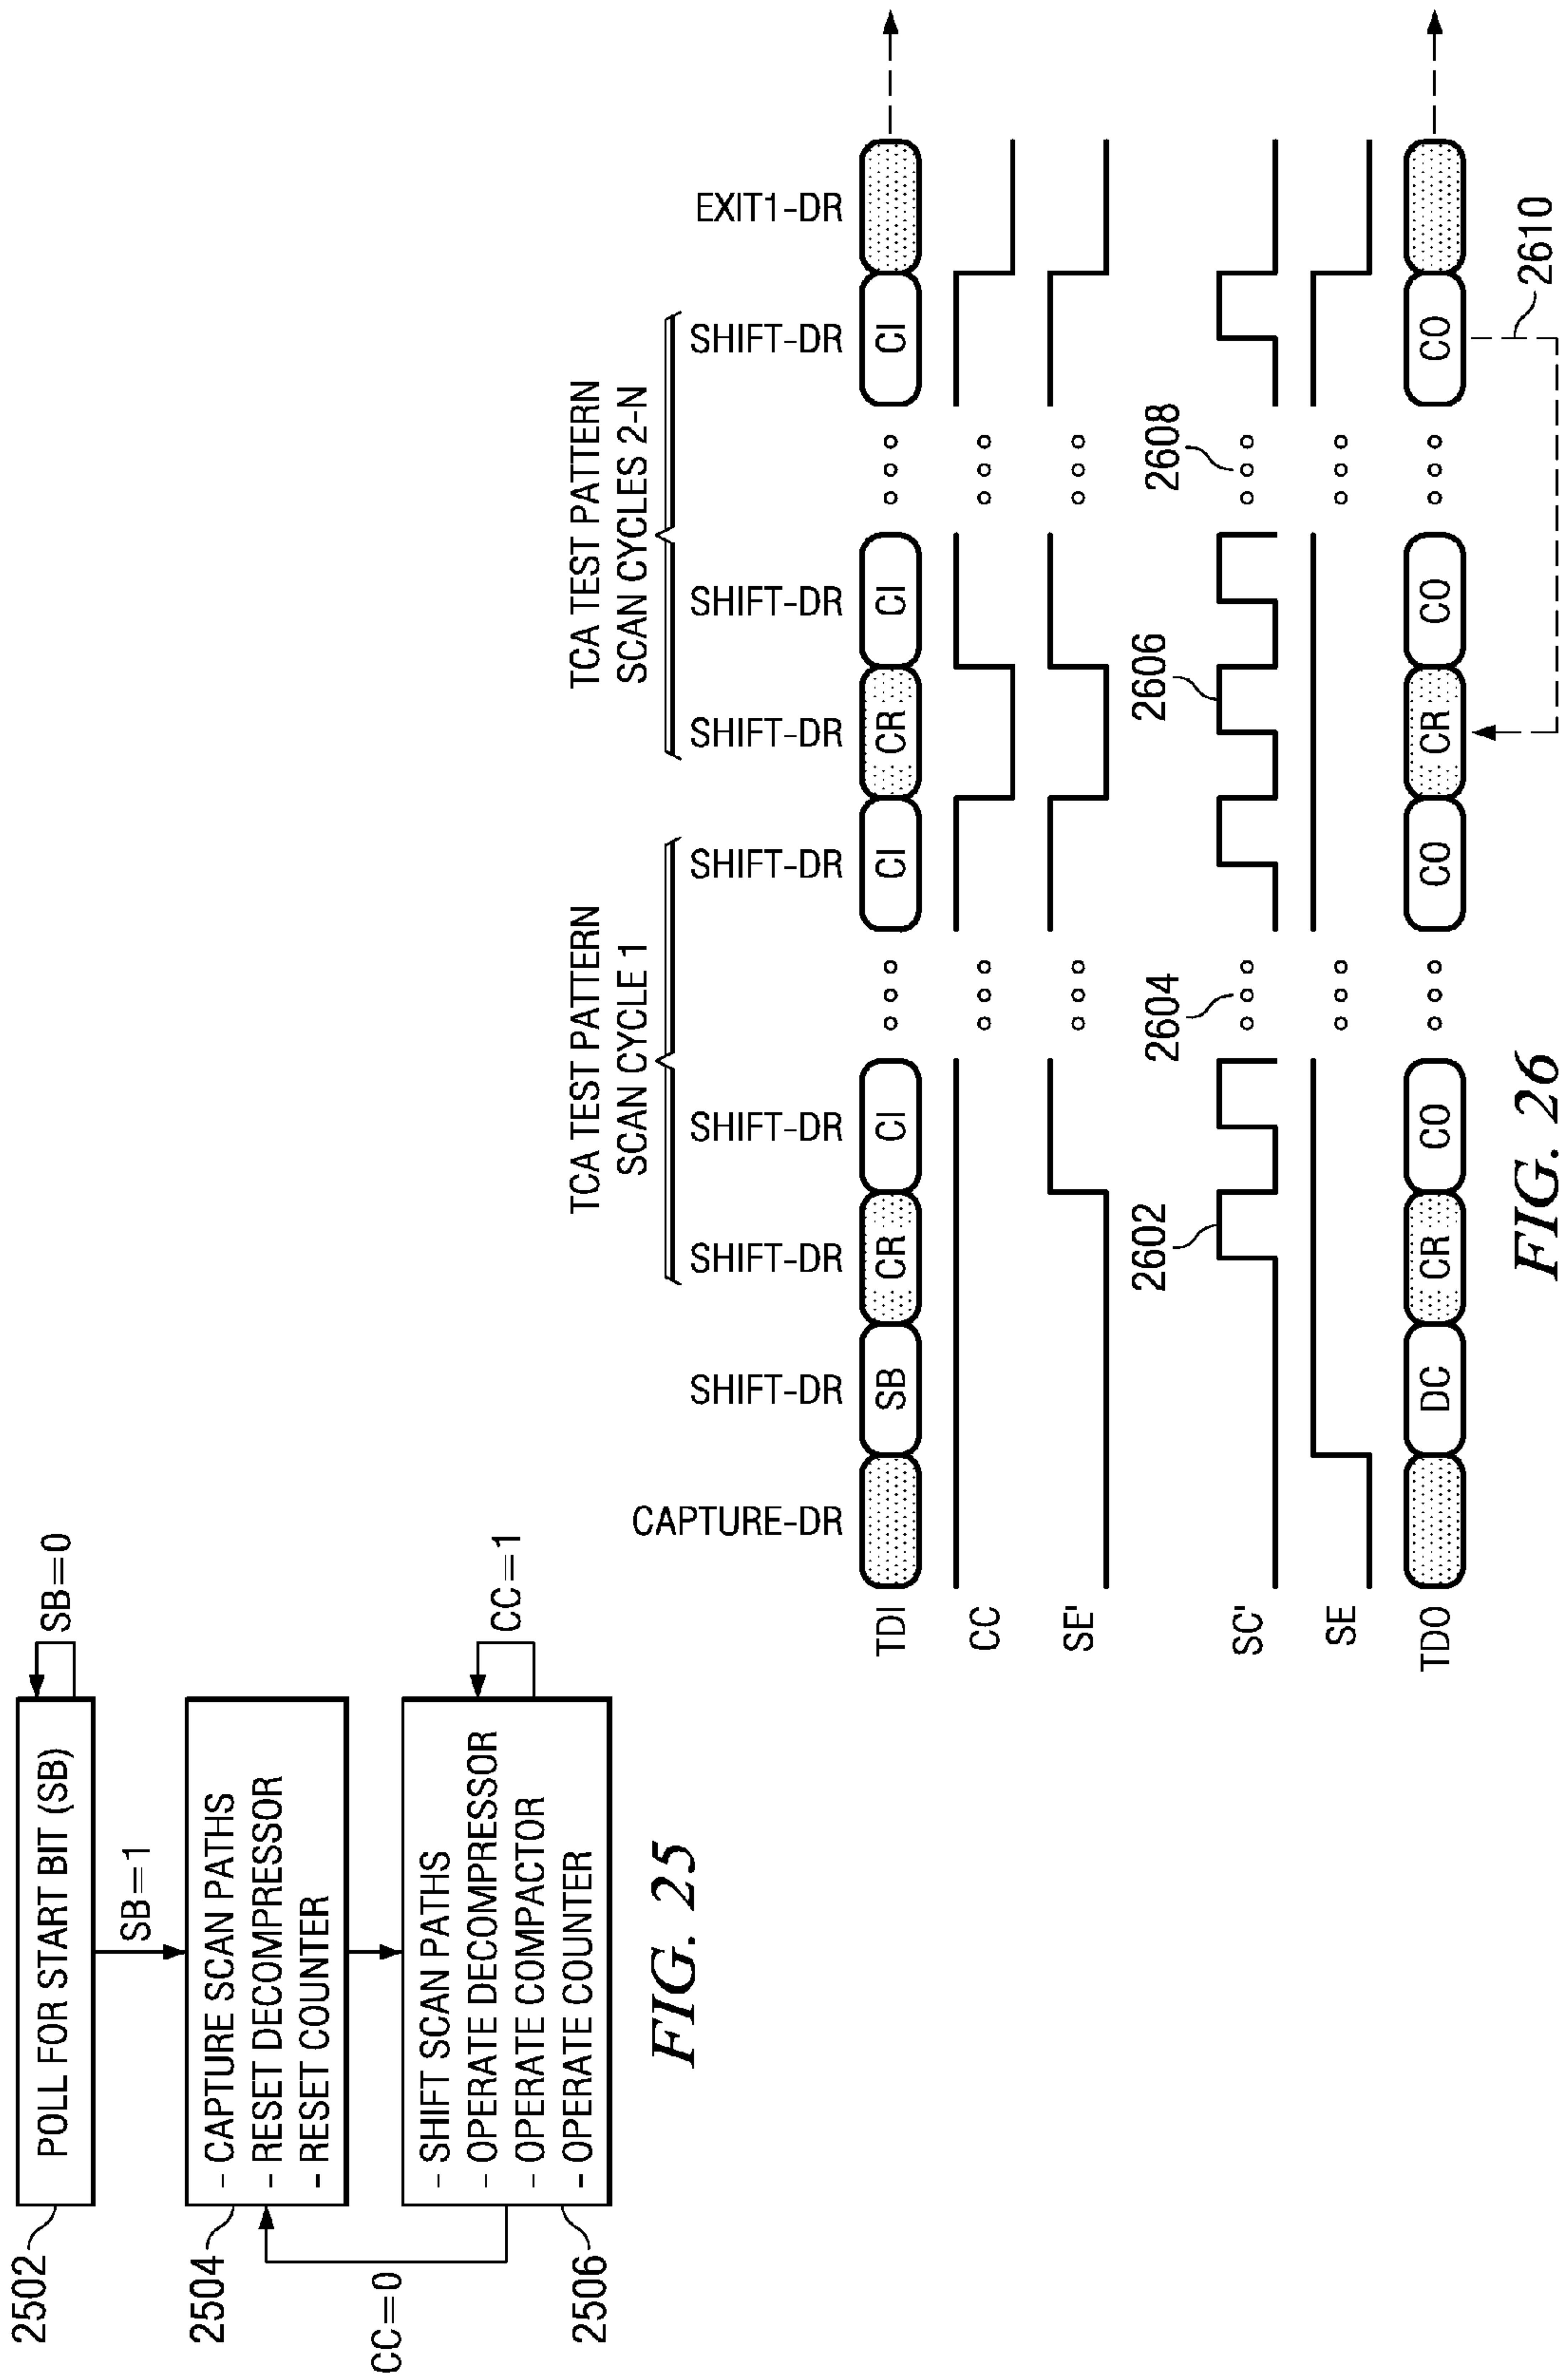 2502
POLL FOR START BIT (SB)
SB=0
SB=1
2504
- CAPTURE SCAN PATHS
- RESET DECOMPRESSOR
- RESET COUNTER
CC=0
2506
- SHIFT SCAN PATHS
- OPERATE DECOMPRESSOR
- OPERATE COMPACTOR
- OPERATE COUNTER
CC=1
FIG. 25
TCA TEST PATTERN
SCAN CYCLE 1
TCA TEST PATTERN
SCAN CYCLES 2-N
CAPTURE-DR SHIFT-DR SHIFT-DR SHIFT-DR SHIFT-DR SHIFT-DR SHIFT-DR SHIFT-DR EXIT1-DR
TDI SB CR CI CI CR CI CI
CC
SE'
2602 2604 2606 2608
SC'
SE
TDO DC CR CO CO CR CO CO
2610
FIG. 26